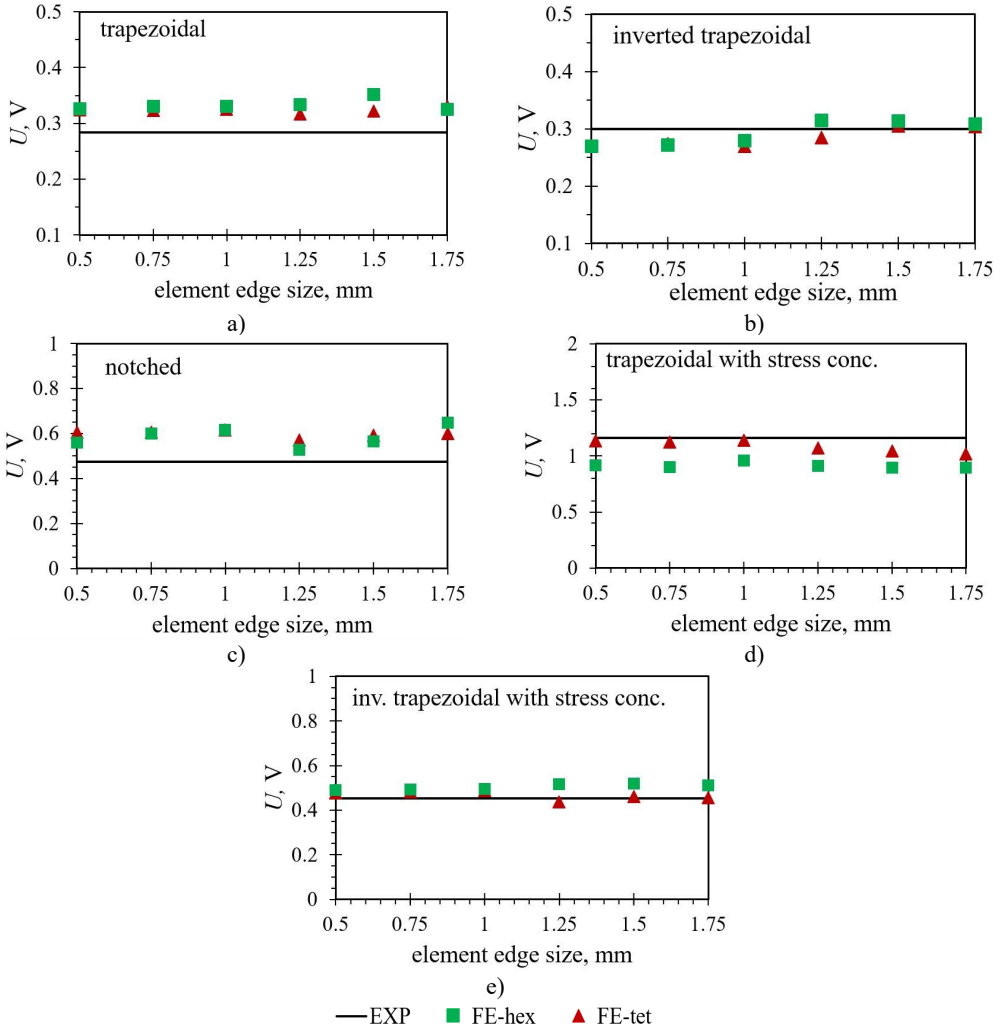 trapezoidal
U, V
0.5
0.4
0.3
0.2
0.1
0.5 0.75 1 1.25 1.5 1.75
element edge size, mm
a)
inverted trapezoidal
U, V
0.5
0.4
0.3
0.2
0.1
0.5 0.75 1 1.25 1.5 1.75
element edge size, mm
b)
notched
U, V
1
0.8
0.6
0.4
0.2
0
0.5 0.75 1 1.25 1.5 1.75
element edge size, mm
c)
trapezoidal with stress conc.
U, V
2
1.5
1
0.5
0
0.5 0.75 1 1.25 1.5 1.75
element edge size, mm
d)
inv. trapezoidal with stress conc.
U, V
1
0.8
0.6
0.4
0.2
0
0.5 0.75 1 1.25 1.5 1.75
element edge size, mm
e)
EXP FE-hex FE-tet